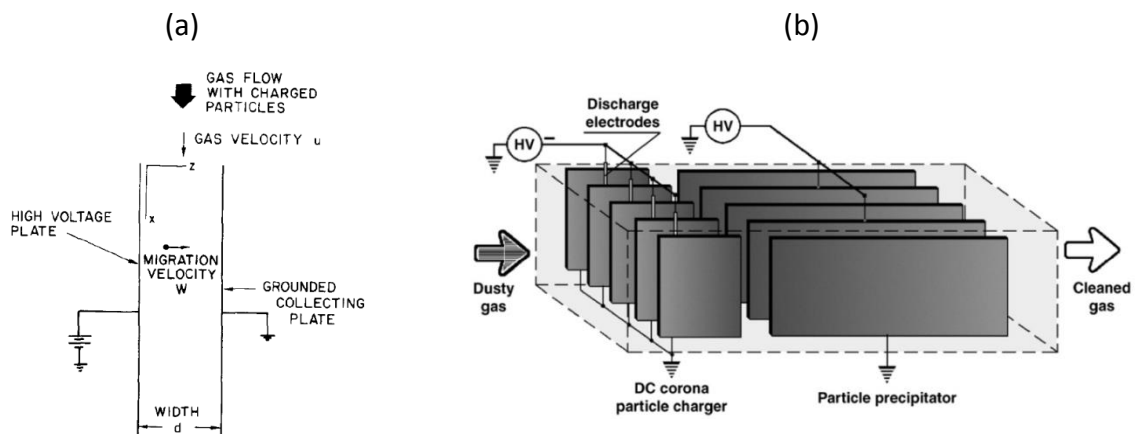 (a)
GAS FLOW
WITH CHARGED
PARTICLES
GAS VELOCITY u
z
x
HIGH VOLTAGE
PLATE
MIGRATION
VELOCITY
W
GROUNDED
COLLECTING
PLATE
WIDTH
d
(b)
Discharge
electrodes
HV
–
HV
Dusty
gas
Cleaned
gas
DC corona
particle charger
Particle precipitator